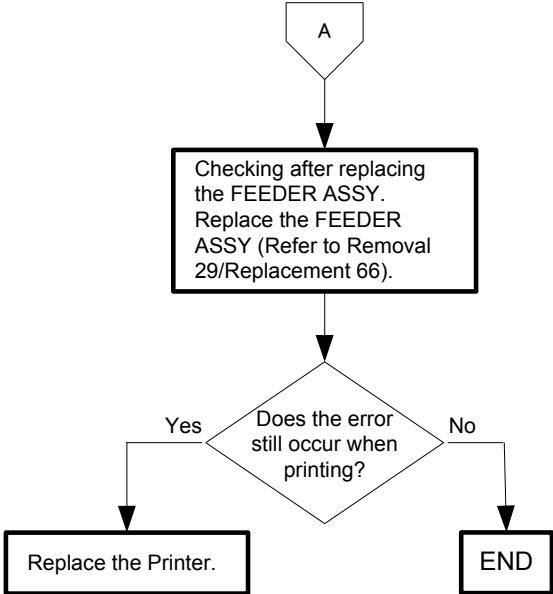 A
Checking after replacing
the FEEDER ASSY.
Replace the FEEDER
ASSY (Refer to Removal
29/Replacement 66).
Does the error
still occur when
printing?
Yes
No
Replace the Printer.
END